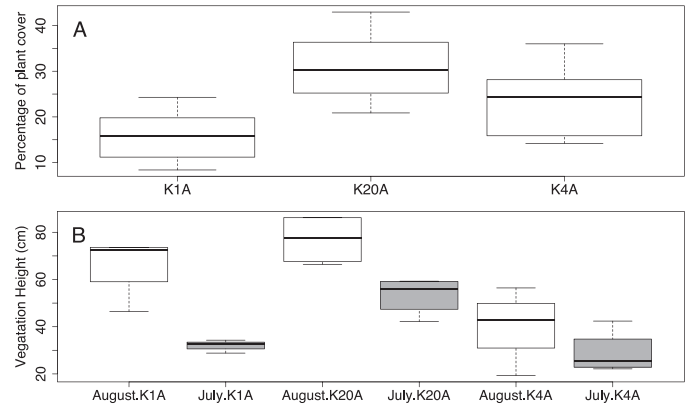 A
Percentage of plant cover
40
30
20
10
K1A
K20A
K4A
B
Vegatation Height (cm)
80
60
40
20
August.K1A
July.K1A
August.K20A
July.K20A
August.K4A
July.K4A